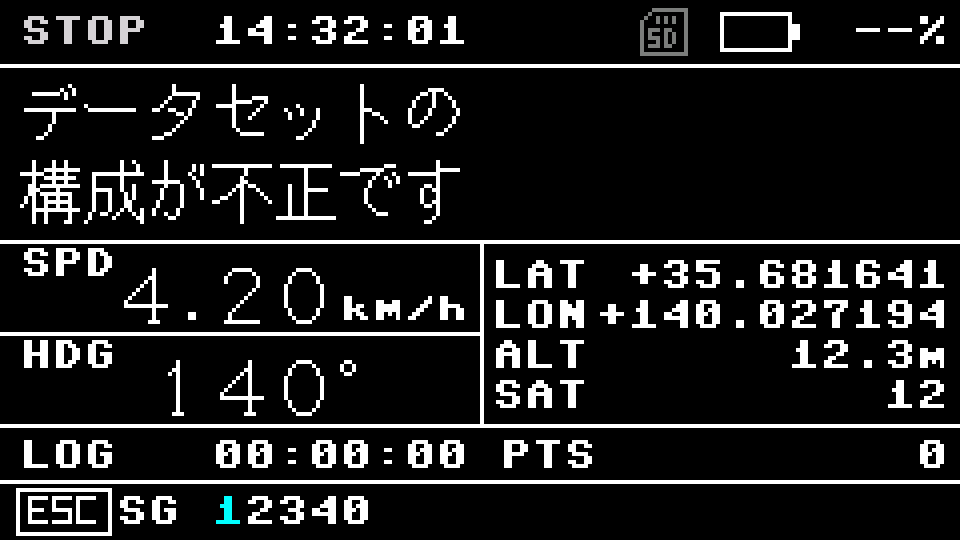 STOP 14:32:01 SD --%
データセットの
構成が不正です
SPD 4.20km/h
HDG 140°
LAT +35.681641
LON +140.027194
ALT 12.3m
SAT 12
LOG 00:00:00 PTS 0
ESC SG 12340